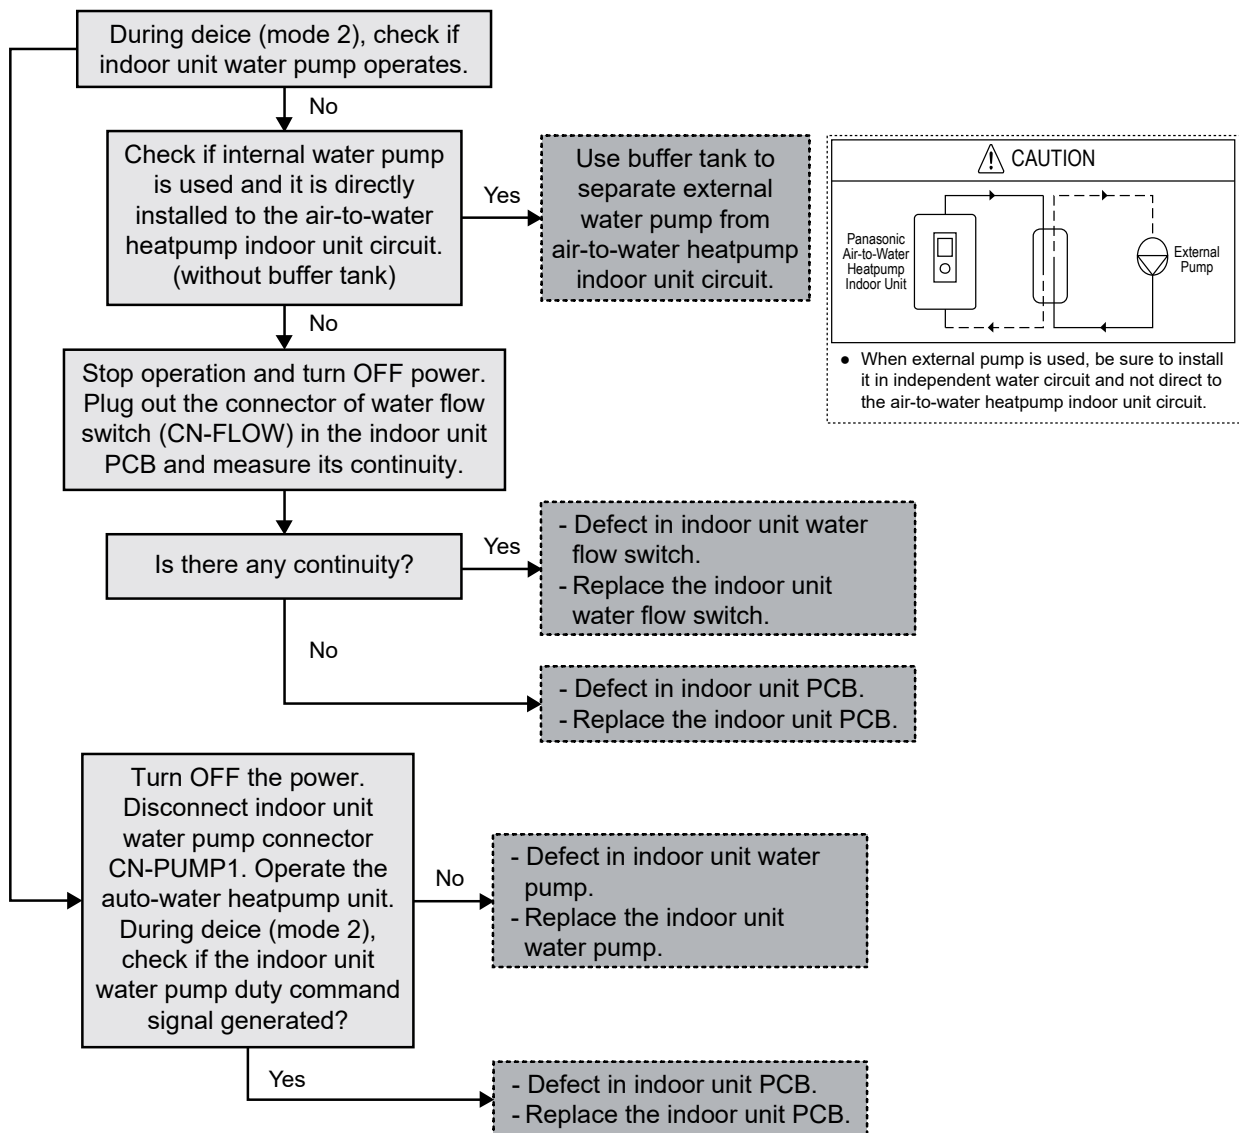 During deice (mode 2), check if
indoor unit water pump operates.
No
Check if internal water pump
is used and it is directly
installed to the air-to-water
heatpump indoor unit circuit.
(without buffer tank)
Yes
Use buffer tank to
separate external
water pump from
air-to-water heatpump
indoor unit circuit.
CAUTION
Panasonic
Air-to-Water
Heatpump
Indoor Unit
External
Pump
● When external pump is used, be sure to install
it in independent water circuit and not direct to
the air-to-water heatpump indoor unit circuit.
No
Stop operation and turn OFF power.
Plug out the connector of water flow
switch (CN-FLOW) in the indoor unit
PCB and measure its continuity.
Is there any continuity?
Yes
- Defect in indoor unit water
flow switch.
- Replace the indoor unit
water flow switch.
No
- Defect in indoor unit PCB.
- Replace the indoor unit PCB.
Turn OFF the power.
Disconnect indoor unit
water pump connector
CN-PUMP1. Operate the
auto-water heatpump unit.
During deice (mode 2),
check if the indoor unit
water pump duty command
signal generated?
No
- Defect in indoor unit water
pump.
- Replace the indoor unit
water pump.
Yes
- Defect in indoor unit PCB.
- Replace the indoor unit PCB.